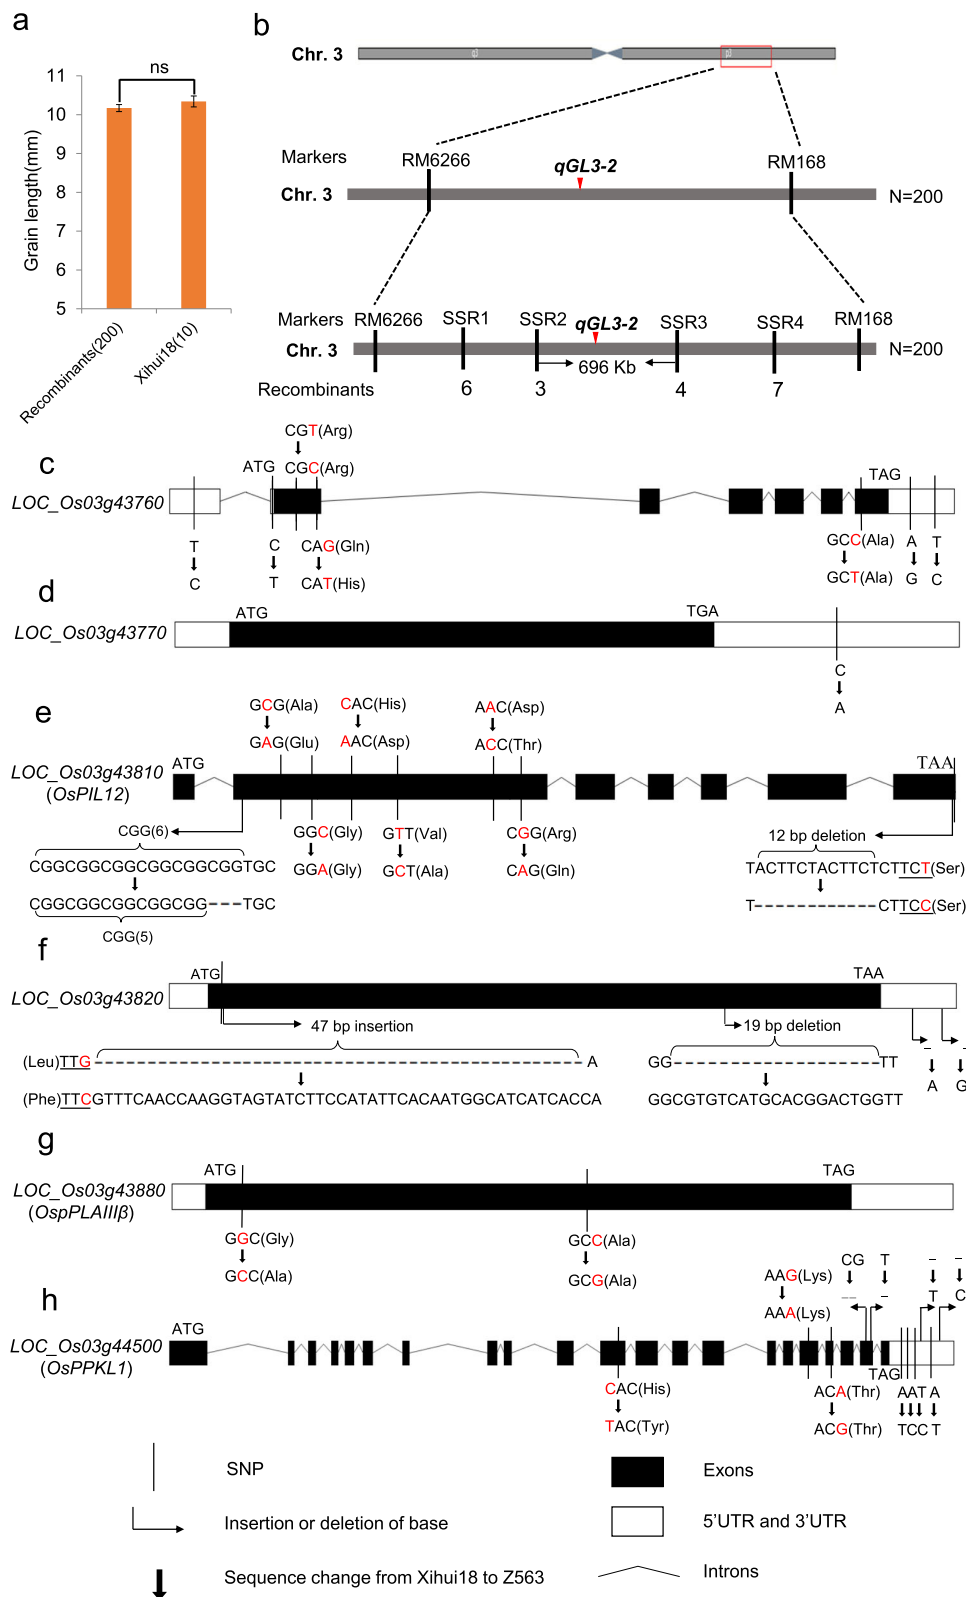 a
ns
11
10
9
8
7
6
5
Grain length(mm)
Recombinants(200)
Xihui18(10)
b
Chr. 3
Markers
RM6266
qGL3-2
RM168
Chr. 3
N=200
Markers
RM6266
SSR1
SSR2
qGL3-2
SSR3
SSR4
RM168
Chr. 3
N=200
696 Kb
Recombinants
6
3
4
7
c
LOC_Os03g43760
ATG
CGT(Arg)
CGC(Arg)
TAG
T
C
C
T
CAG(Gln)
CAT(His)
GCC(Ala)
GCT(Ala)
A
G
T
C
d
LOC_Os03g43770
ATG
TGA
C
A
e
LOC_Os03g43810
(OsPIL12)
ATG
GCG(Ala)
GAG(Glu)
CAC(His)
AAC(Asp)
AAC(Asp)
ACC(Thr)
TAA
GGC(Gly)
GGA(Gly)
GTT(Val)
GCT(Ala)
CGG(Arg)
CAG(Gln)
CGG(6)
CGGCGGCGGCGGCGGCGGTGC
CGGCGGCGGCGGCGG---TGC
CGG(5)
12 bp deletion
TACTTCTACTTCTCTTCT(Ser)
T------------CTTCC(Ser)
f
LOC_Os03g43820
ATG
TAA
47 bp insertion
19 bp deletion
(Leu)TTG-----------------------------------------------A
(Phe)TTCGTTTCAACCAAGGTAGTATCTTCCATATTCACAATGGCATCATCACCA
GG-------------------TT
GGCGTGTCATGCACGGACTGGTT
–
A
–
G
g
LOC_Os03g43880
(OspPLAIIIβ)
ATG
TAG
GGC(Gly)
GCC(Ala)
GCC(Ala)
GCG(Ala)
h
LOC_Os03g44500
(OsPPKL1)
ATG
AAG(Lys)
AAA(Lys)
CG
––
T
–
–
T
–
C
TAG
CAC(His)
TAC(Tyr)
ACA(Thr)
ACG(Thr)
AATA
TCCT
SNP
Exons
Insertion or deletion of base
5'UTR and 3'UTR
Sequence change from Xihui18 to Z563
Introns